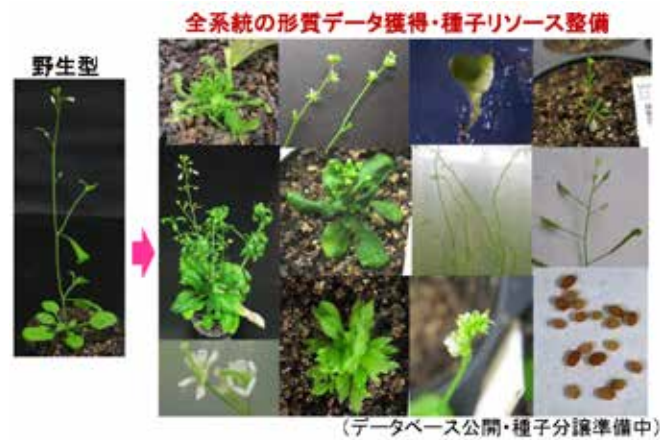 全系統の形質データ獲得・種子リソース整備
野生型
(データベース公開・種子分譲準備中)